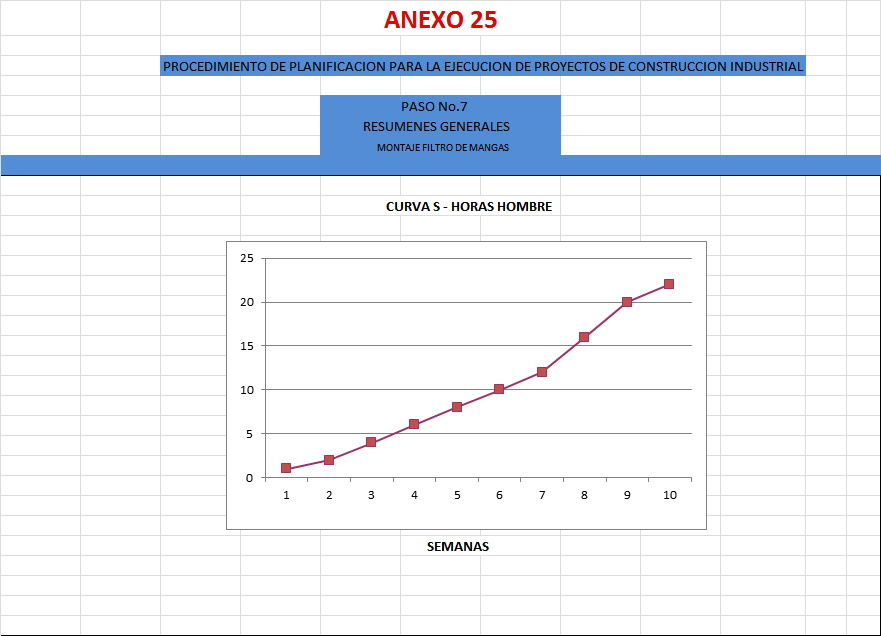 ANEXO 25
PROCEDIMIENTO DE PLANIFICACION PARA LA EJECUCION DE PROYECTOS DE CONSTRUCCION INDUSTRIAL
PASO No.7
RESUMENES GENERALES
MONTAJE FILTRO DE MANGAS
CURVA S - HORAS HOMBRE
25
20
15
10
5
0
1 2 3 4 5 6 7 8 9 10
SEMANAS